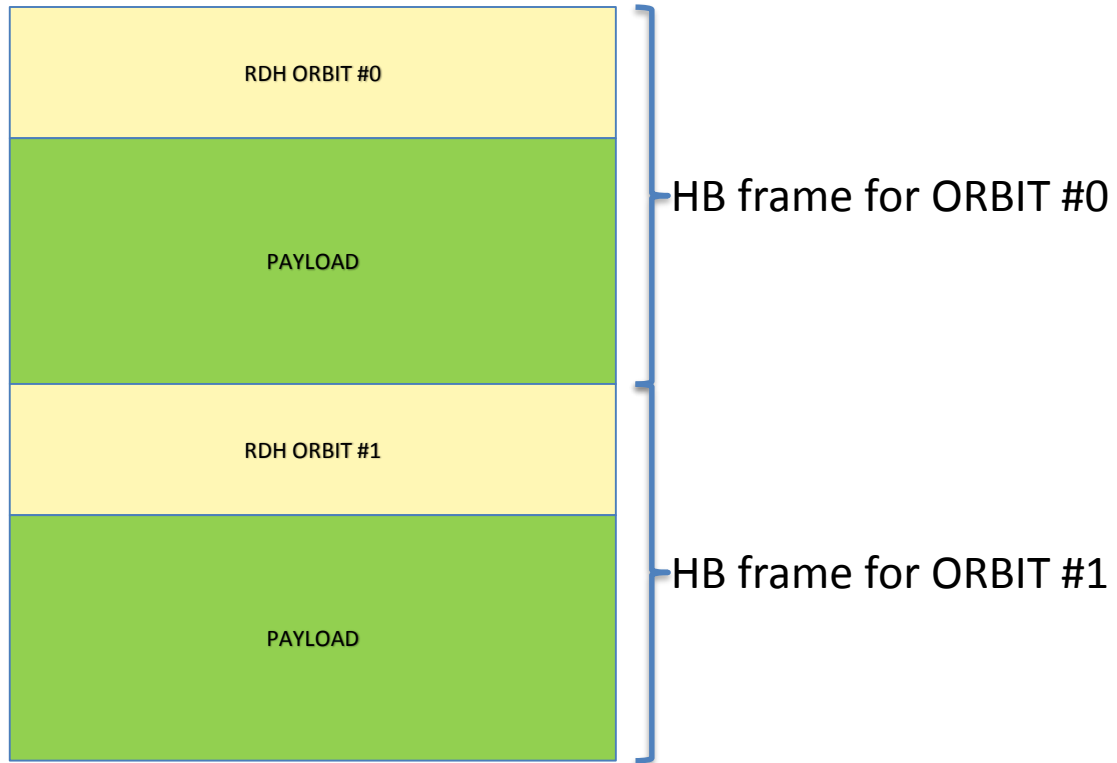 RDH ORBIT #0
HB frame for ORBIT #0
PAYLOAD
RDH ORBIT #1
HB frame for ORBIT #1
PAYLOAD